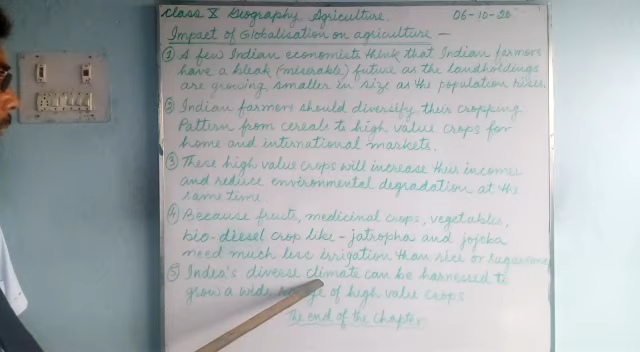 Class X Geography Agriculture. 06-10-20
Impact of Globalisation on agriculture -
① A few Indian economists think that Indian farmers
have a bleak (miserable) future as the landholdings
are growing smaller in size as the population rises.
② Indian farmers should diversify their cropping
Pattern from cereals to high value crops for
home and international markets.
③ These high value crops will increase their incomes
and reduce environmental degradation at the
same time.
④ Because fruits, medicinal crops, vegetables,
bio-diesel crop like - jatropha and jojoba
need much less irrigation than rice or sugarcane
⑤ India's diverse climate can be harnessed to
grow a wide range of high value crops
The end of the chapter